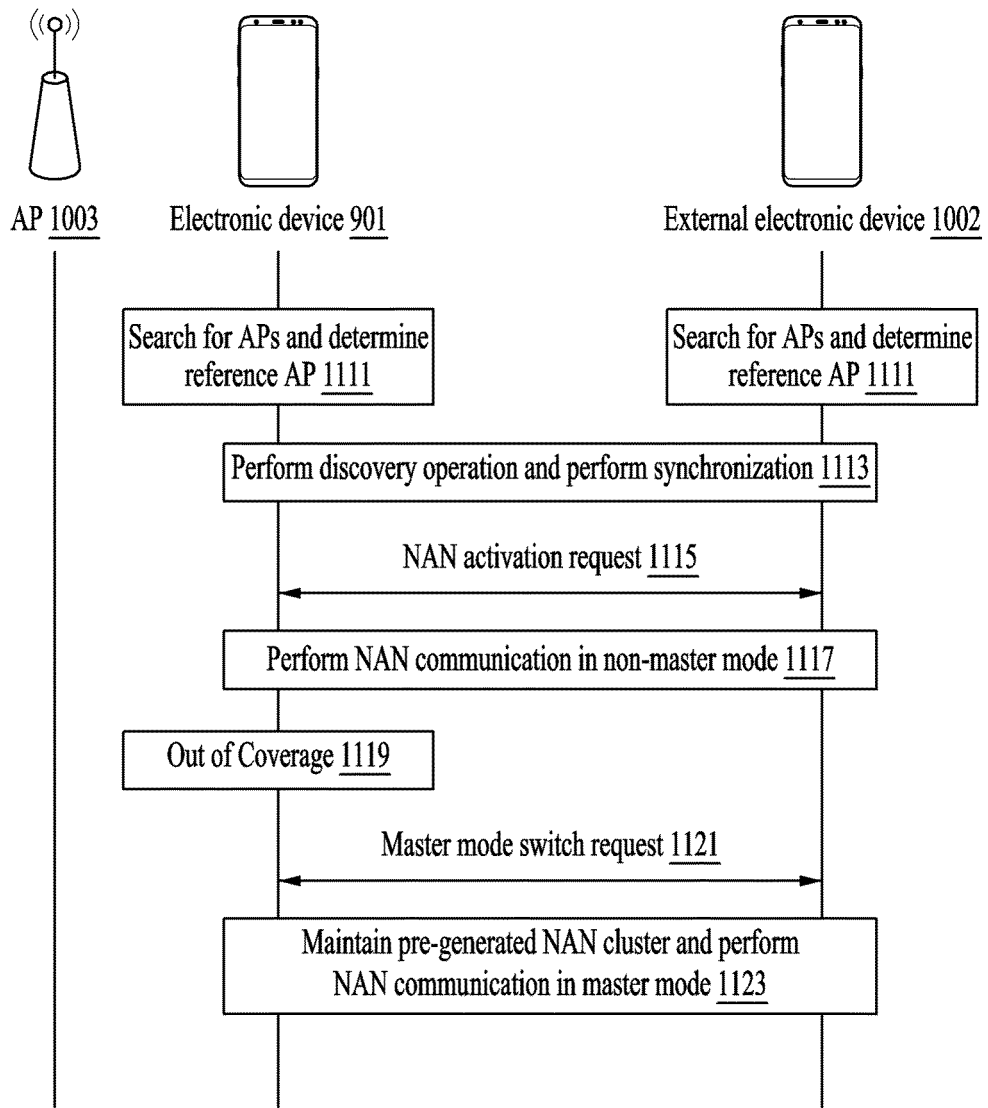 AP 1003
Electronic device 901
External electronic device 1002
Search for APs and determine
reference AP 1111
Search for APs and determine
reference AP 1111
Perform discovery operation and perform synchronization 1113
NAN activation request 1115
Perform NAN communication in non-master mode 1117
Out of Coverage 1119
Master mode switch request 1121
Maintain pre-generated NAN cluster and perform
NAN communication in master mode 1123